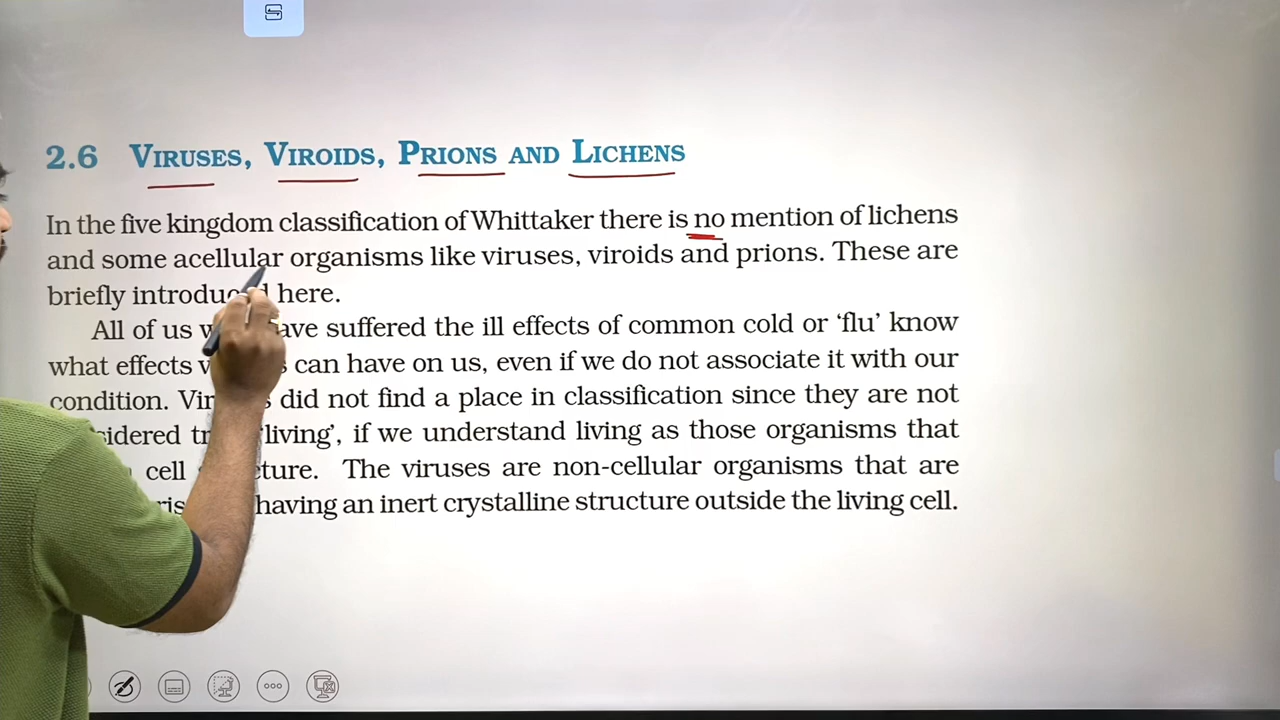 2.6 VIRUSES, VIROIDS, PRIONS AND LICHENS
In the five kingdom classification of Whittaker there is no mention of lichens
and some acellular organisms like viruses, viroids and prions. These are
briefly here.
All of us suffered the ill effects of common cold or ‘flu’ know
what effects can have on us, even if we do not associate it with our
condition. did not find a place in classification since they are not
‘living’, if we understand living as those organisms that
cell The viruses are non-cellular organisms that are
having an inert crystalline structure outside the living cell.